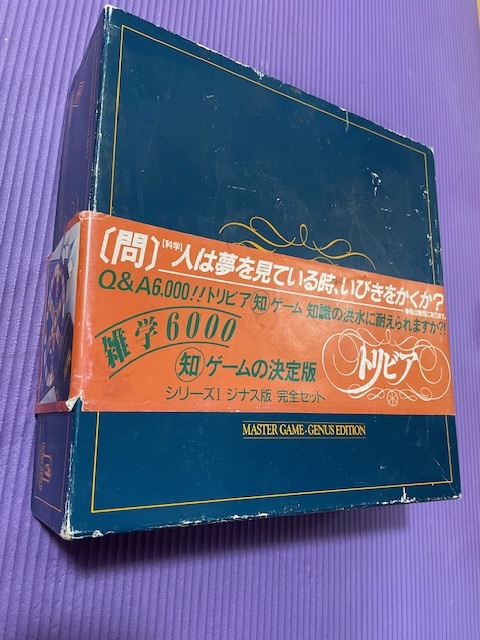 〔問〕[科学]人は夢を見ている時、いびきをかくか?
Q&A6,000!!トリビア㊙ゲーム 知識の洪水に耐えられますか?!
雑学6000
知ゲームの決定版
トリビア
シリーズⅠ ジナス版 完全セット
MASTER GAME-GENUS EDITION